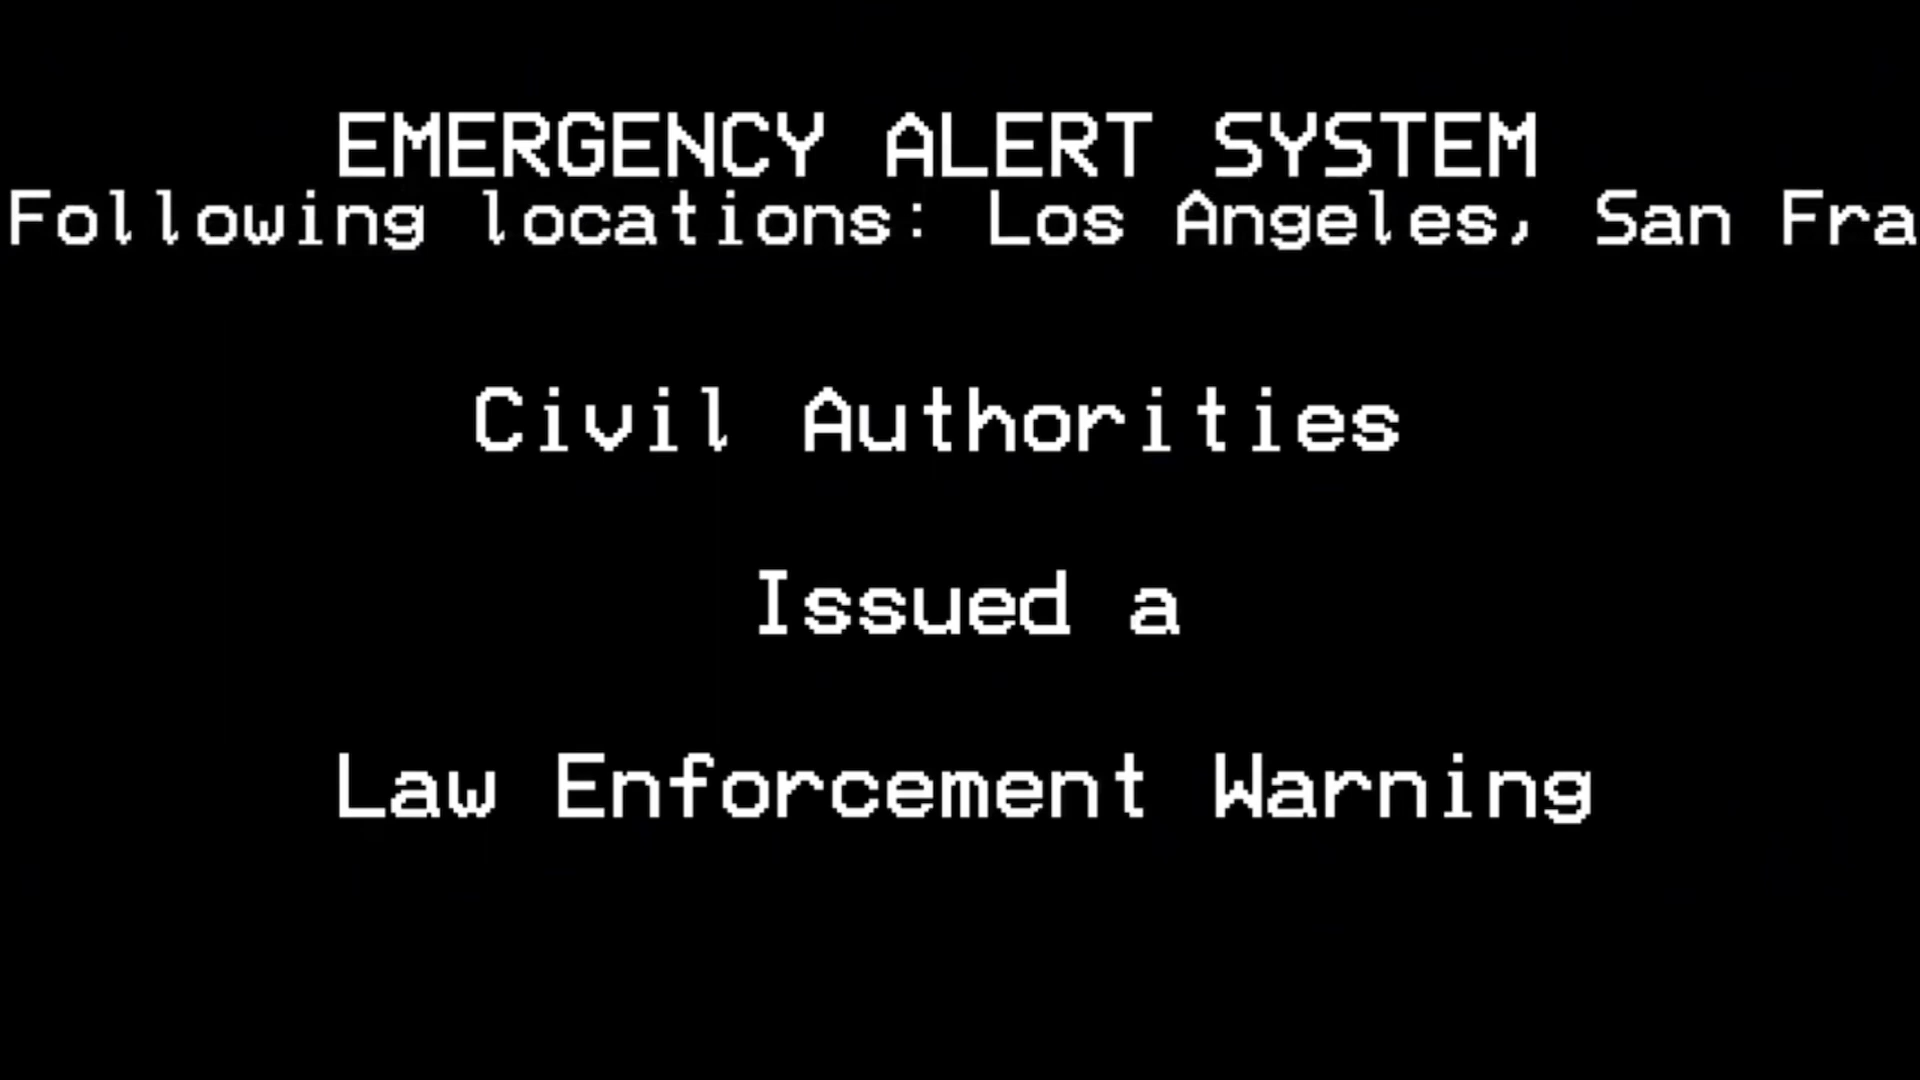 EMERGENCY ALERT SYSTEM
Following locations: Los Angeles, San Fra
Civil Authorities
Issued a
Law Enforcement Warning